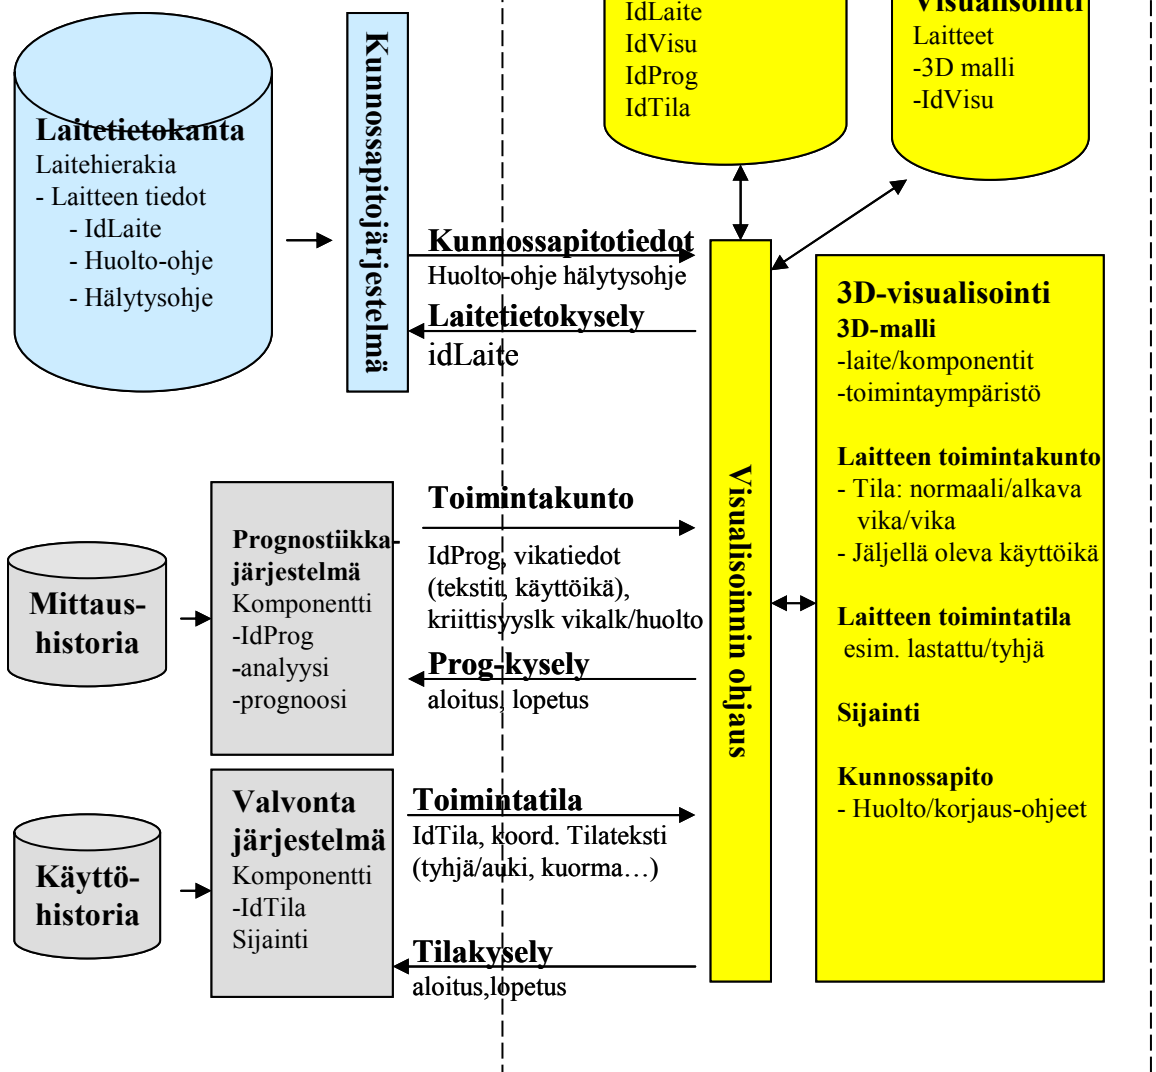 IdLaite
IdVisu
IdProg
IdTila
Visualisointi
Laitteet
-3D malli
-IdVisu
Laitetietokanta
Laitehierakia
- Laitteen tiedot
- IdLaite
- Huolto-ohje
- Hälytysohje
Kunnossapitojärjestelmä
Kunnossapitotiedot
Huolto-ohje hälytysohje
Laitetietokysely
idLaite
Visualisoinnin ohjaus
3D-visualisointi
3D-malli
-laite/komponentit
-toimintaympäristö
Laitteen toimintakunto
- Tila: normaali/alkava
vika/vika
- Jäljellä oleva käyttöikä
Laitteen toimintatila
esim. lastattu/tyhjä
Sijainti
Kunnossapito
- Huolto/korjaus-ohjeet
Mittaus-
historia
Prognostiikka-
järjestelmä
Komponentti
-IdProg
-analyysi
-prognoosi
Toimintakunto
IdProg, vikatiedot
(tekstit, käyttöikä),
kriittisyyslk vikalk/huolto
Prog-kysely
aloitus, lopetus
Käyttö-
historia
Valvonta
järjestelmä
Komponentti
-IdTila
Sijainti
Toimintatila
IdTila, koord. Tilateksti
(tyhjä/auki, kuorma…)
Tilakysely
aloitus,lopetus